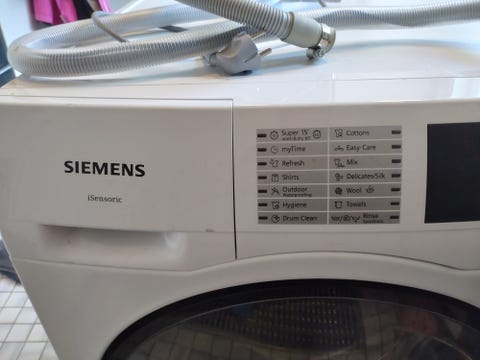 SIEMENS
iSensoric
Super 15'
myTime
Refresh
Shirts
Outdoor
Waterproofing
Hygiene
Drum Clean
Cottons
Easy-Care
Mix
Delicates/Silk
Wool
Towels
Rinse